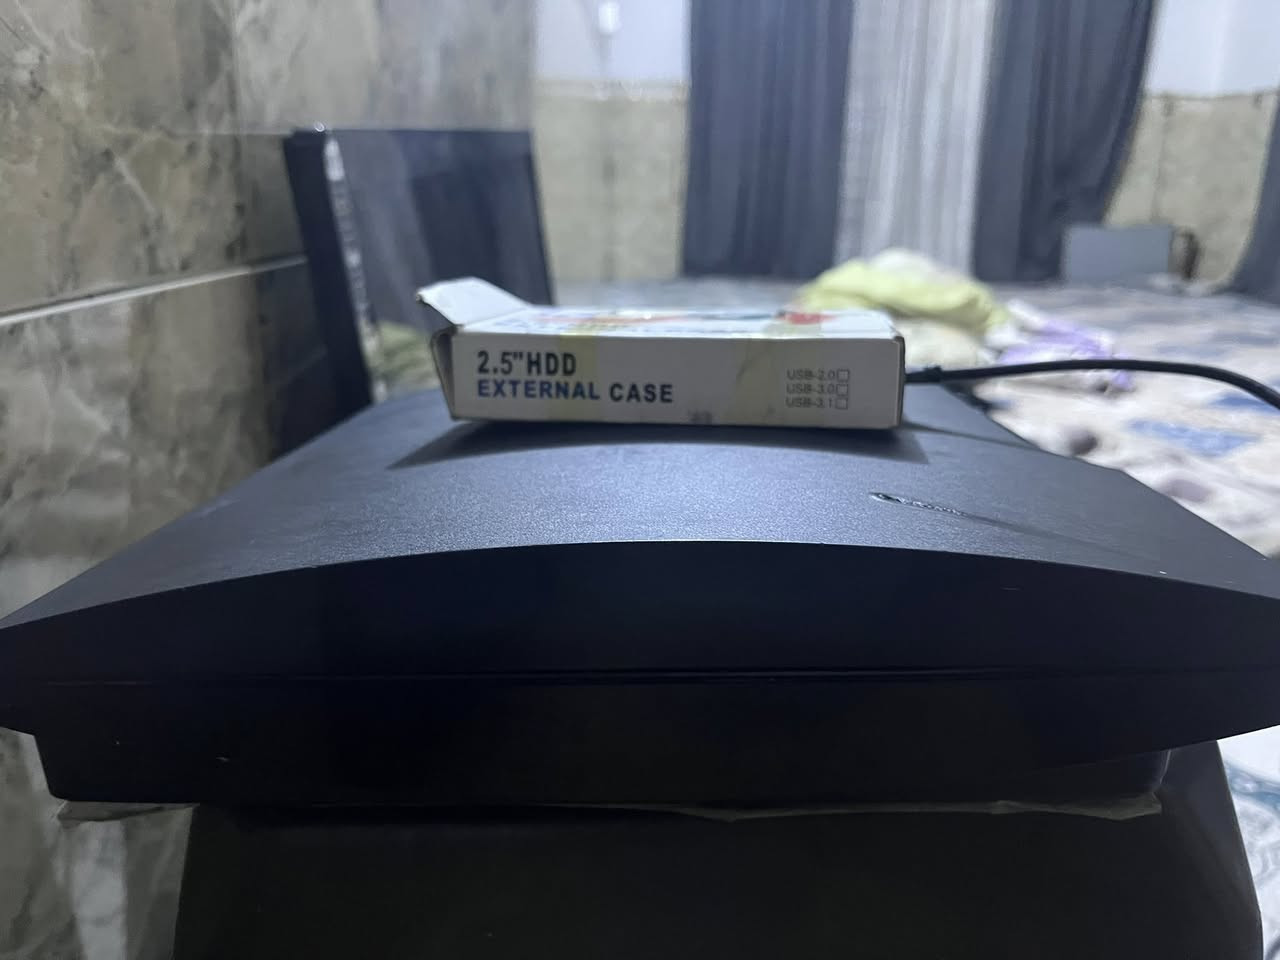 2.5"HDD
EXTERNAL CASE
USB-2.0
USB-3.0
USB-3.1